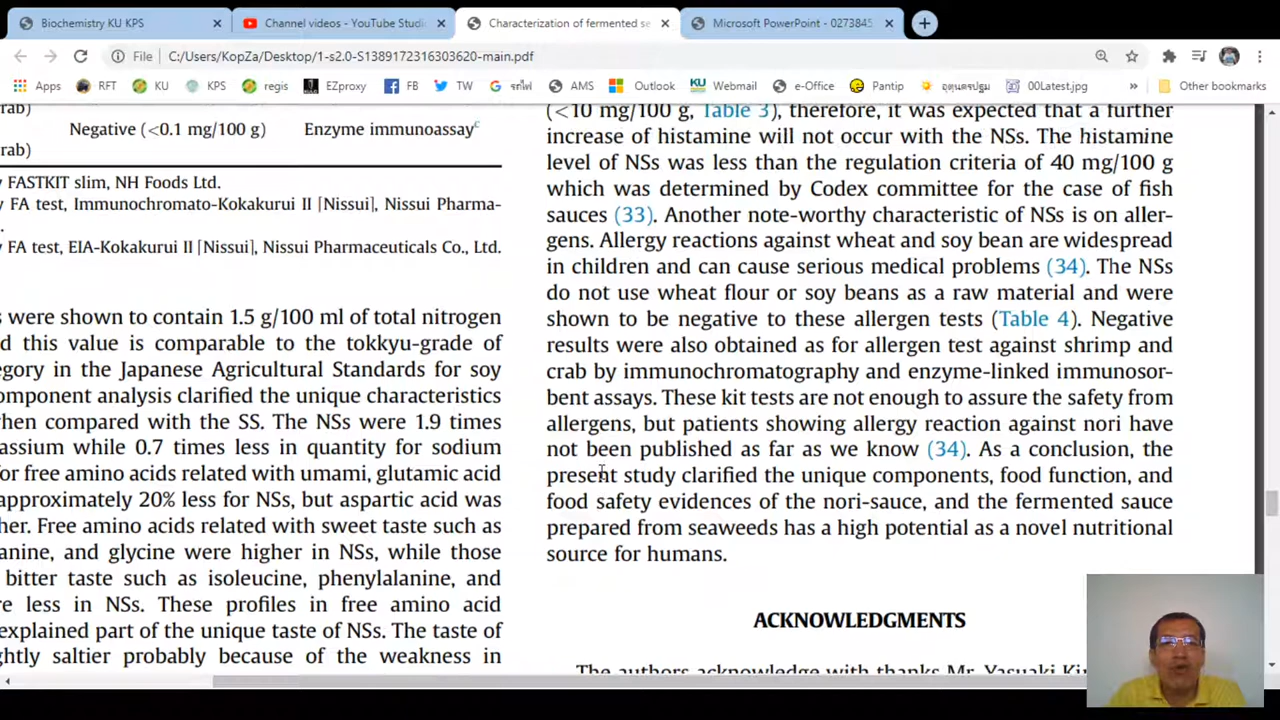 Biochemistry KU KPS
Channel videos - YouTube Studi
Characterization of fermented se
Microsoft PowerPoint - 0273845
File
C:/Users/KopZa/Desktop/1-s2.0-S1389172316303620-main.pdf
Apps
RFT
KU
KPS
regis
EZproxy
FB
TW
AMS
Outlook
Webmail
e-Office
Pantip
00Latest.jpg
Other bookmarks
rab)
Negative (<0.1 mg/100 g)
Enzyme immunoassayc
rab)
y FASTKIT slim, NH Foods Ltd.
y FA test, Immunochromato-Kokakurui II [Nissui], Nissui Pharma-
.
y FA test, EIA-Kokakurui II [Nissui], Nissui Pharmaceuticals Co., Ltd.
s were shown to contain 1.5 g/100 ml of total nitrogen
d this value is comparable to the tokkyu-grade of
egory in the Japanese Agricultural Standards for soy
omponent analysis clarified the unique characteristics
hen compared with the SS. The NSs were 1.9 times
assium while 0.7 times less in quantity for sodium
or free amino acids related with umami, glutamic acid
approximately 20% less for NSs, but aspartic acid was
her. Free amino acids related with sweet taste such as
anine, and glycine were higher in NSs, while those
bitter taste such as isoleucine, phenylalanine, and
re less in NSs. These profiles in free amino acid
explained part of the unique taste of NSs. The taste of
ghtly saltier probably because of the weakness in
(<10 mg/100 g, Table 3), therefore, it was expected that a further
increase of histamine will not occur with the NSs. The histamine
level of NSs was less than the regulation criteria of 40 mg/100 g
which was determined by Codex committee for the case of fish
sauces (33). Another note-worthy characteristic of NSs is on aller-
gens. Allergy reactions against wheat and soy bean are widespread
in children and can cause serious medical problems (34). The NSs
do not use wheat flour or soy beans as a raw material and were
shown to be negative to these allergen tests (Table 4). Negative
results were also obtained as for allergen test against shrimp and
crab by immunochromatography and enzyme-linked immunosor-
bent assays. These kit tests are not enough to assure the safety from
allergens, but patients showing allergy reaction against nori have
not been published as far as we know (34). As a conclusion, the
present study clarified the unique components, food function, and
food safety evidences of the nori-sauce, and the fermented sauce
prepared from seaweeds has a high potential as a novel nutritional
source for humans.
ACKNOWLEDGMENTS
The authors acknowledge with thanks Mr. Yasuaki Ki